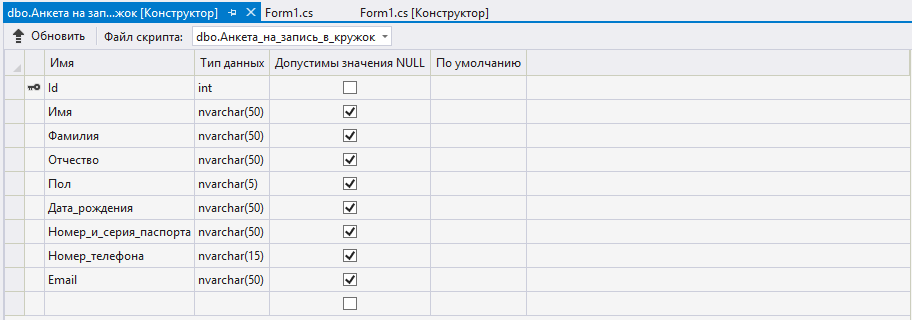 dbo.Анкета на зап...жок [Конструктор] Form1.cs Form1.cs [Конструктор]
Обновить Файл скрипта: dbo.Анкета_на_запись_в_кружок
Имя Тип данных Допустимы значения NULL По умолчанию
Id int
Имя nvarchar(50)
Фамилия nvarchar(50)
Отчество nvarchar(50)
Пол nvarchar(5)
Дата_рождения nvarchar(50)
Номер_и_серия_паспорта nvarchar(50)
Номер_телефона nvarchar(15)
Email nvarchar(50)